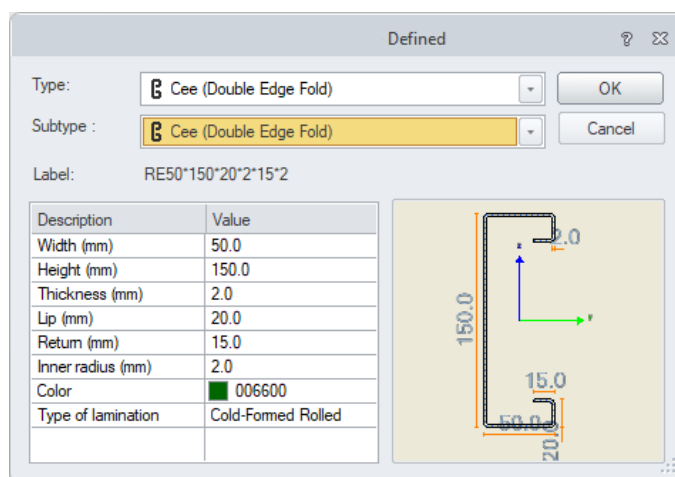 Defined
Type: Cee (Double Edge Fold) OK
Subtype : Cee (Double Edge Fold) Cancel
Label: RE50*150*20*2*15*2
Description Value
Width (mm) 50.0
Height (mm) 150.0
Thickness (mm) 2.0
Lip (mm) 20.0
Return (mm) 15.0
Inner radius (mm) 2.0
Color 006600
Type of lamination Cold-Formed Rolled
2.0
z
Y
150.0
15.0
50.0
20.0